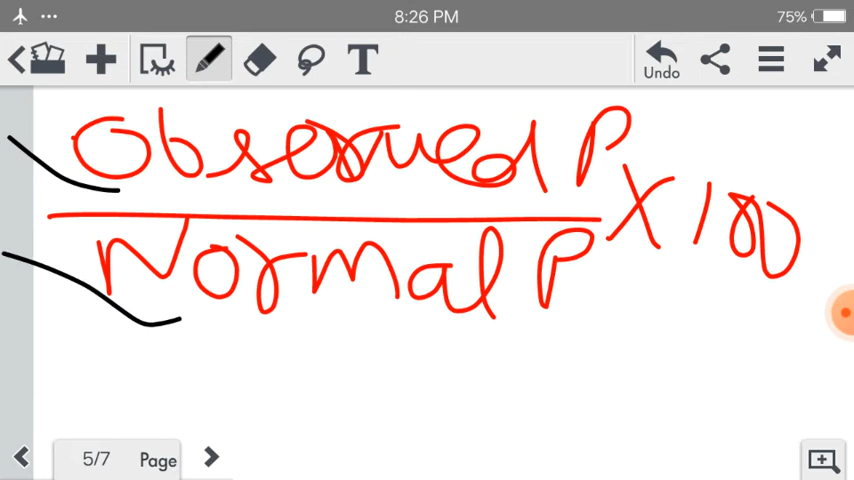 8:26 PM
75%
T
Undo
Observed P
Normal P
X 100
5/7 Page